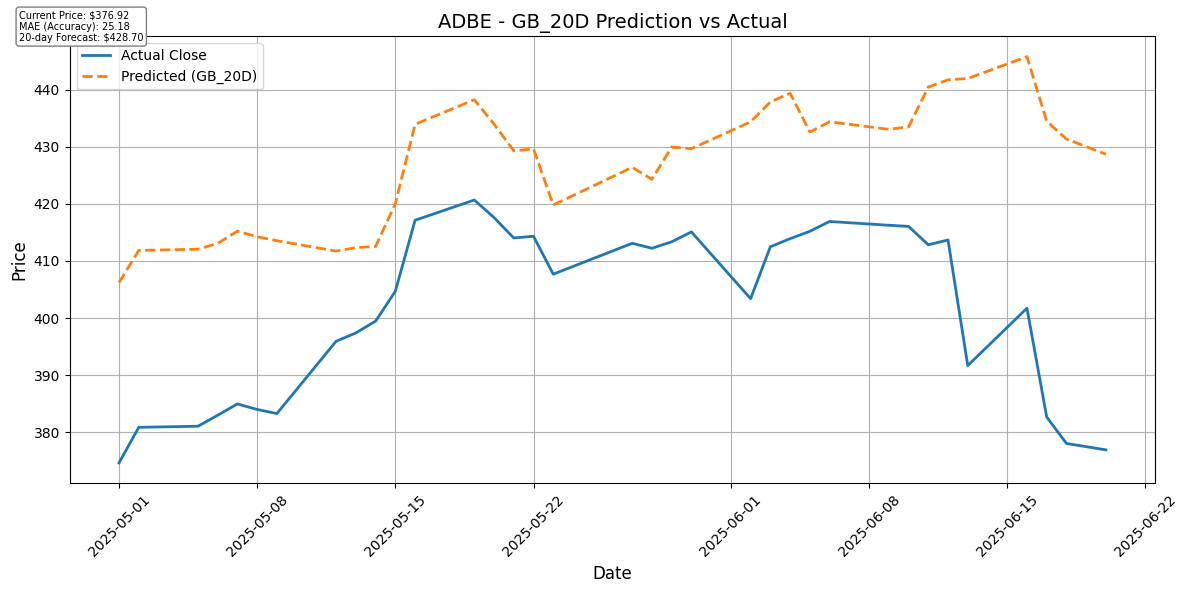 ADBE - GB_20D Prediction vs Actual
Current Price: $376.92
MAE (Accuracy): 25.18
20-day Forecast: $428.70
Actual Close
Predicted (GB_20D)
Price
440
430
420
410
400
390
380
2025-05-01
2025-05-08
2025-05-15
2025-05-22
2025-06-01
2025-06-08
2025-06-15
2025-06-22
Date